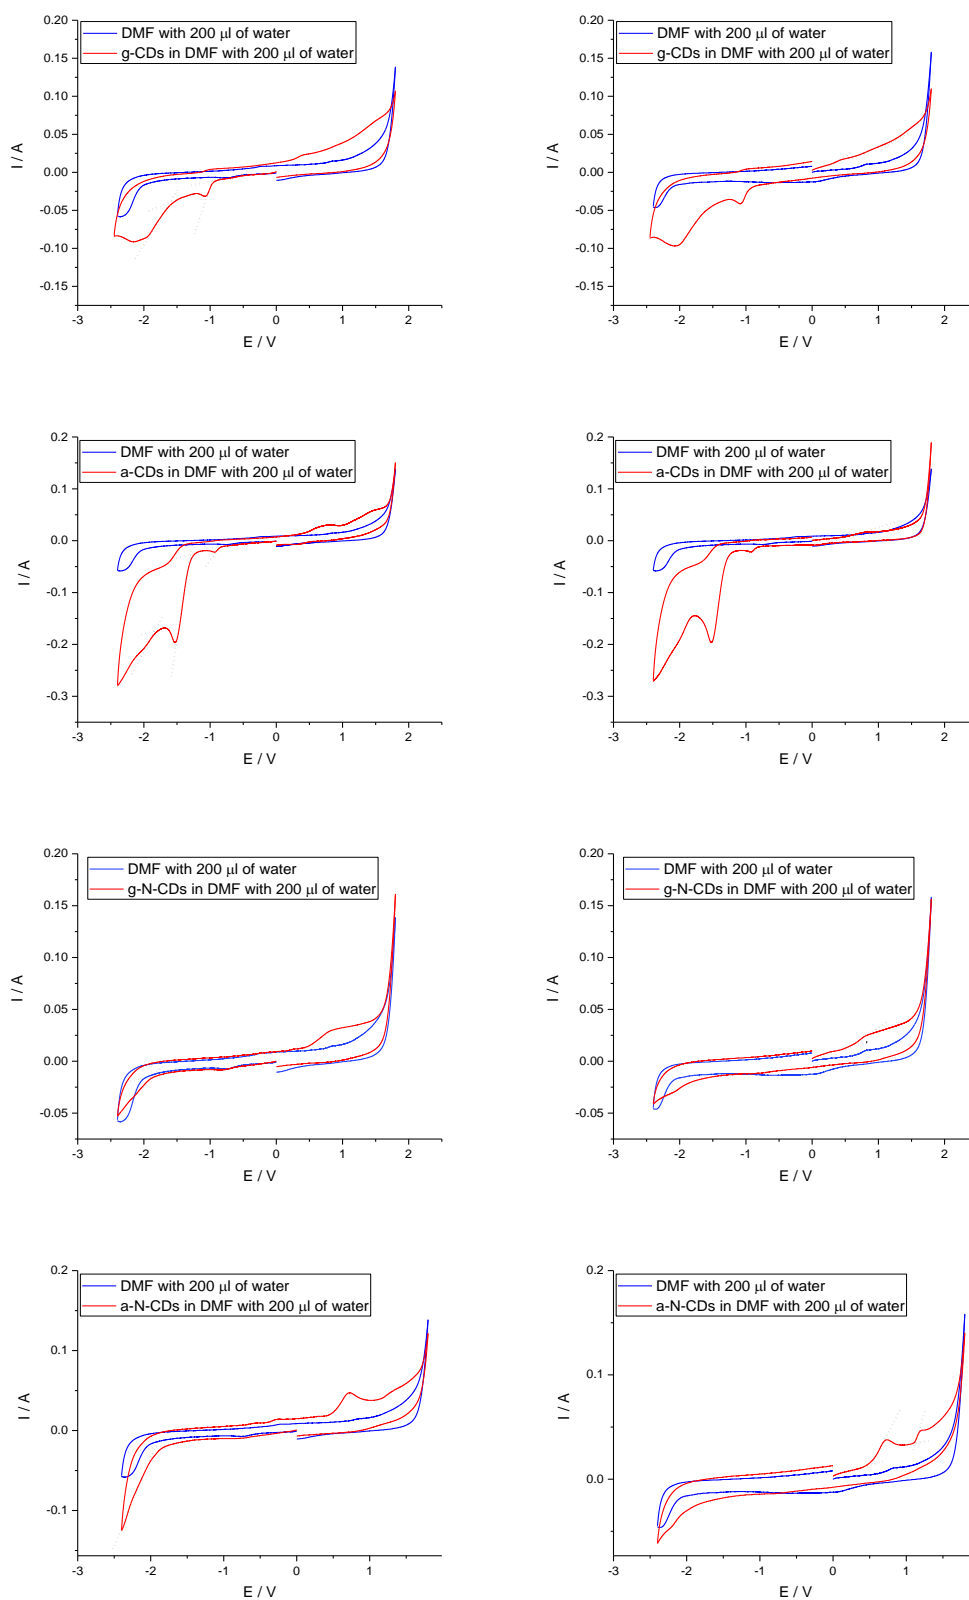 0.20
DMF with 200 μl of water
g-CDs in DMF with 200 μl of water
0.15
0.10
0.05
0.00
-0.05
-0.10
-0.15
I / A
-3 -2 -1 0 1 2
E / V
0.20
DMF with 200 μl of water
g-CDs in DMF with 200 μl of water
0.15
0.10
0.05
0.00
-0.05
-0.10
-0.15
I / A
-3 -2 -1 0 1 2
E / V
0.2
DMF with 200 μl of water
a-CDs in DMF with 200 μl of water
0.1
0.0
-0.1
-0.2
-0.3
I / A
-3 -2 -1 0 1 2
E / V
0.2
DMF with 200 μl of water
a-CDs in DMF with 200 μl of water
0.1
0.0
-0.1
-0.2
-0.3
I / A
-3 -2 -1 0 1 2
E / V
0.20
DMF with 200 μl of water
g-N-CDs in DMF with 200 μl of water
0.15
0.10
0.05
0.00
-0.05
I / A
-3 -2 -1 0 1 2
E / V
0.20
DMF with 200 μl of water
g-N-CDs in DMF with 200 μl of water
0.15
0.10
0.05
0.00
-0.05
I / A
-3 -2 -1 0 1 2
E / V
0.2
DMF with 200 μl of water
a-N-CDs in DMF with 200 μl of water
0.1
0.0
-0.1
I / A
-3 -2 -1 0 1
E / V
0.2
DMF with 200 μl of water
a-N-CDs in DMF with 200 μl of water
0.1
0.0
I / A
-3 -2 -1 0 1
E / V